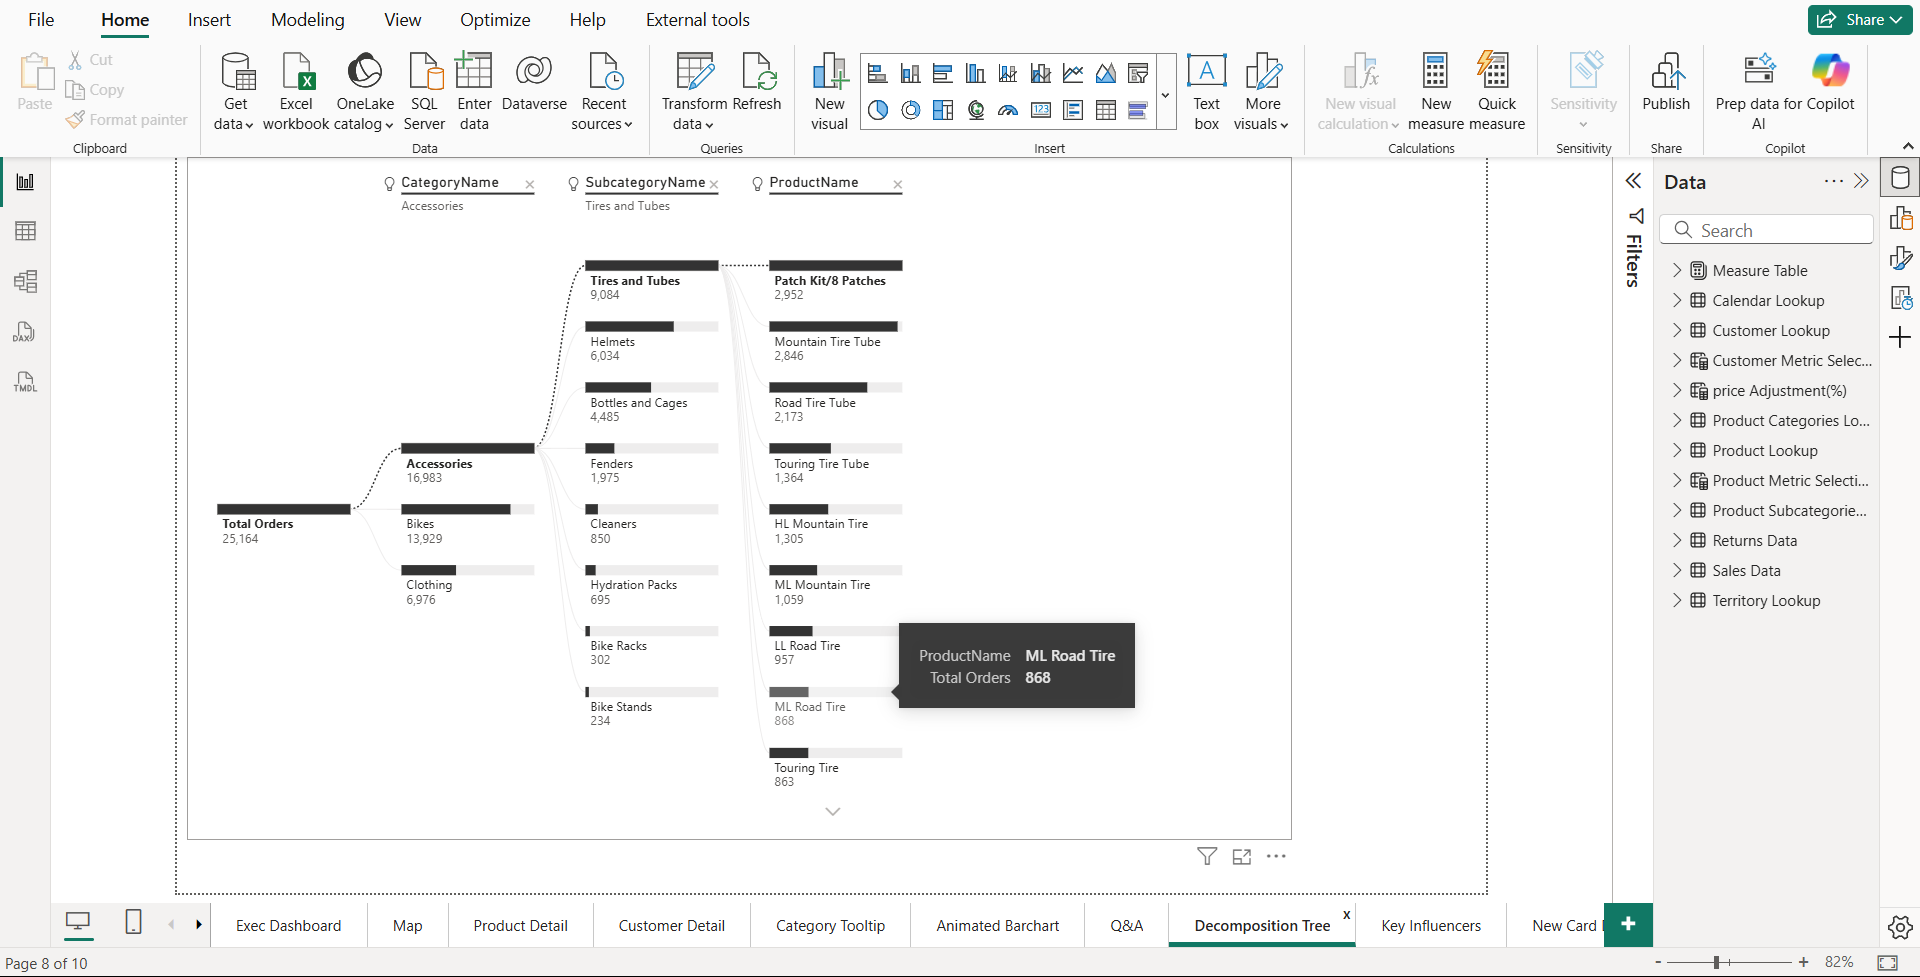 File Home Insert Modeling View Optimize Help External tools Share
Paste
Cut
Copy
Format painter
Clipboard
Get data
Excel workbook
OneLake catalog
SQL Server
Enter data
Dataverse
Recent sources
Data
Transform data
Refresh
Queries
New visual
Text box
More visuals
Insert
New visual calculation
New measure
Quick measure
Calculations
Sensitivity
Sensitivity
Publish
Share
Prep data for AI
Copilot
Copilot
DAX
TMDL
CategoryName
Accessories
SubcategoryName
Tires and Tubes
ProductName
Total Orders
25,164
Accessories
16,983
Bikes
13,929
Clothing
6,976
Tires and Tubes
9,084
Helmets
6,034
Bottles and Cages
4,485
Fenders
1,975
Cleaners
850
Hydration Packs
695
Bike Racks
302
Bike Stands
234
Patch Kit/8 Patches
2,952
Mountain Tire Tube
2,846
Road Tire Tube
2,173
Touring Tire Tube
1,364
HL Mountain Tire
1,305
ML Mountain Tire
1,059
LL Road Tire
957
ML Road Tire
868
Touring Tire
863
ProductName ML Road Tire
Total Orders 868
Filters
Data
Search
Measure Table
Calendar Lookup
Customer Lookup
Customer Metric Selec...
price Adjustment(%)
Product Categories Lo...
Product Lookup
Product Metric Selecti...
Product Subcategorie...
Returns Data
Sales Data
Territory Lookup
Exec Dashboard Map Product Detail Customer Detail Category Tooltip Animated Barchart Q&A Decomposition Tree x Key Influencers New Card
Page 8 of 10
- + 82%